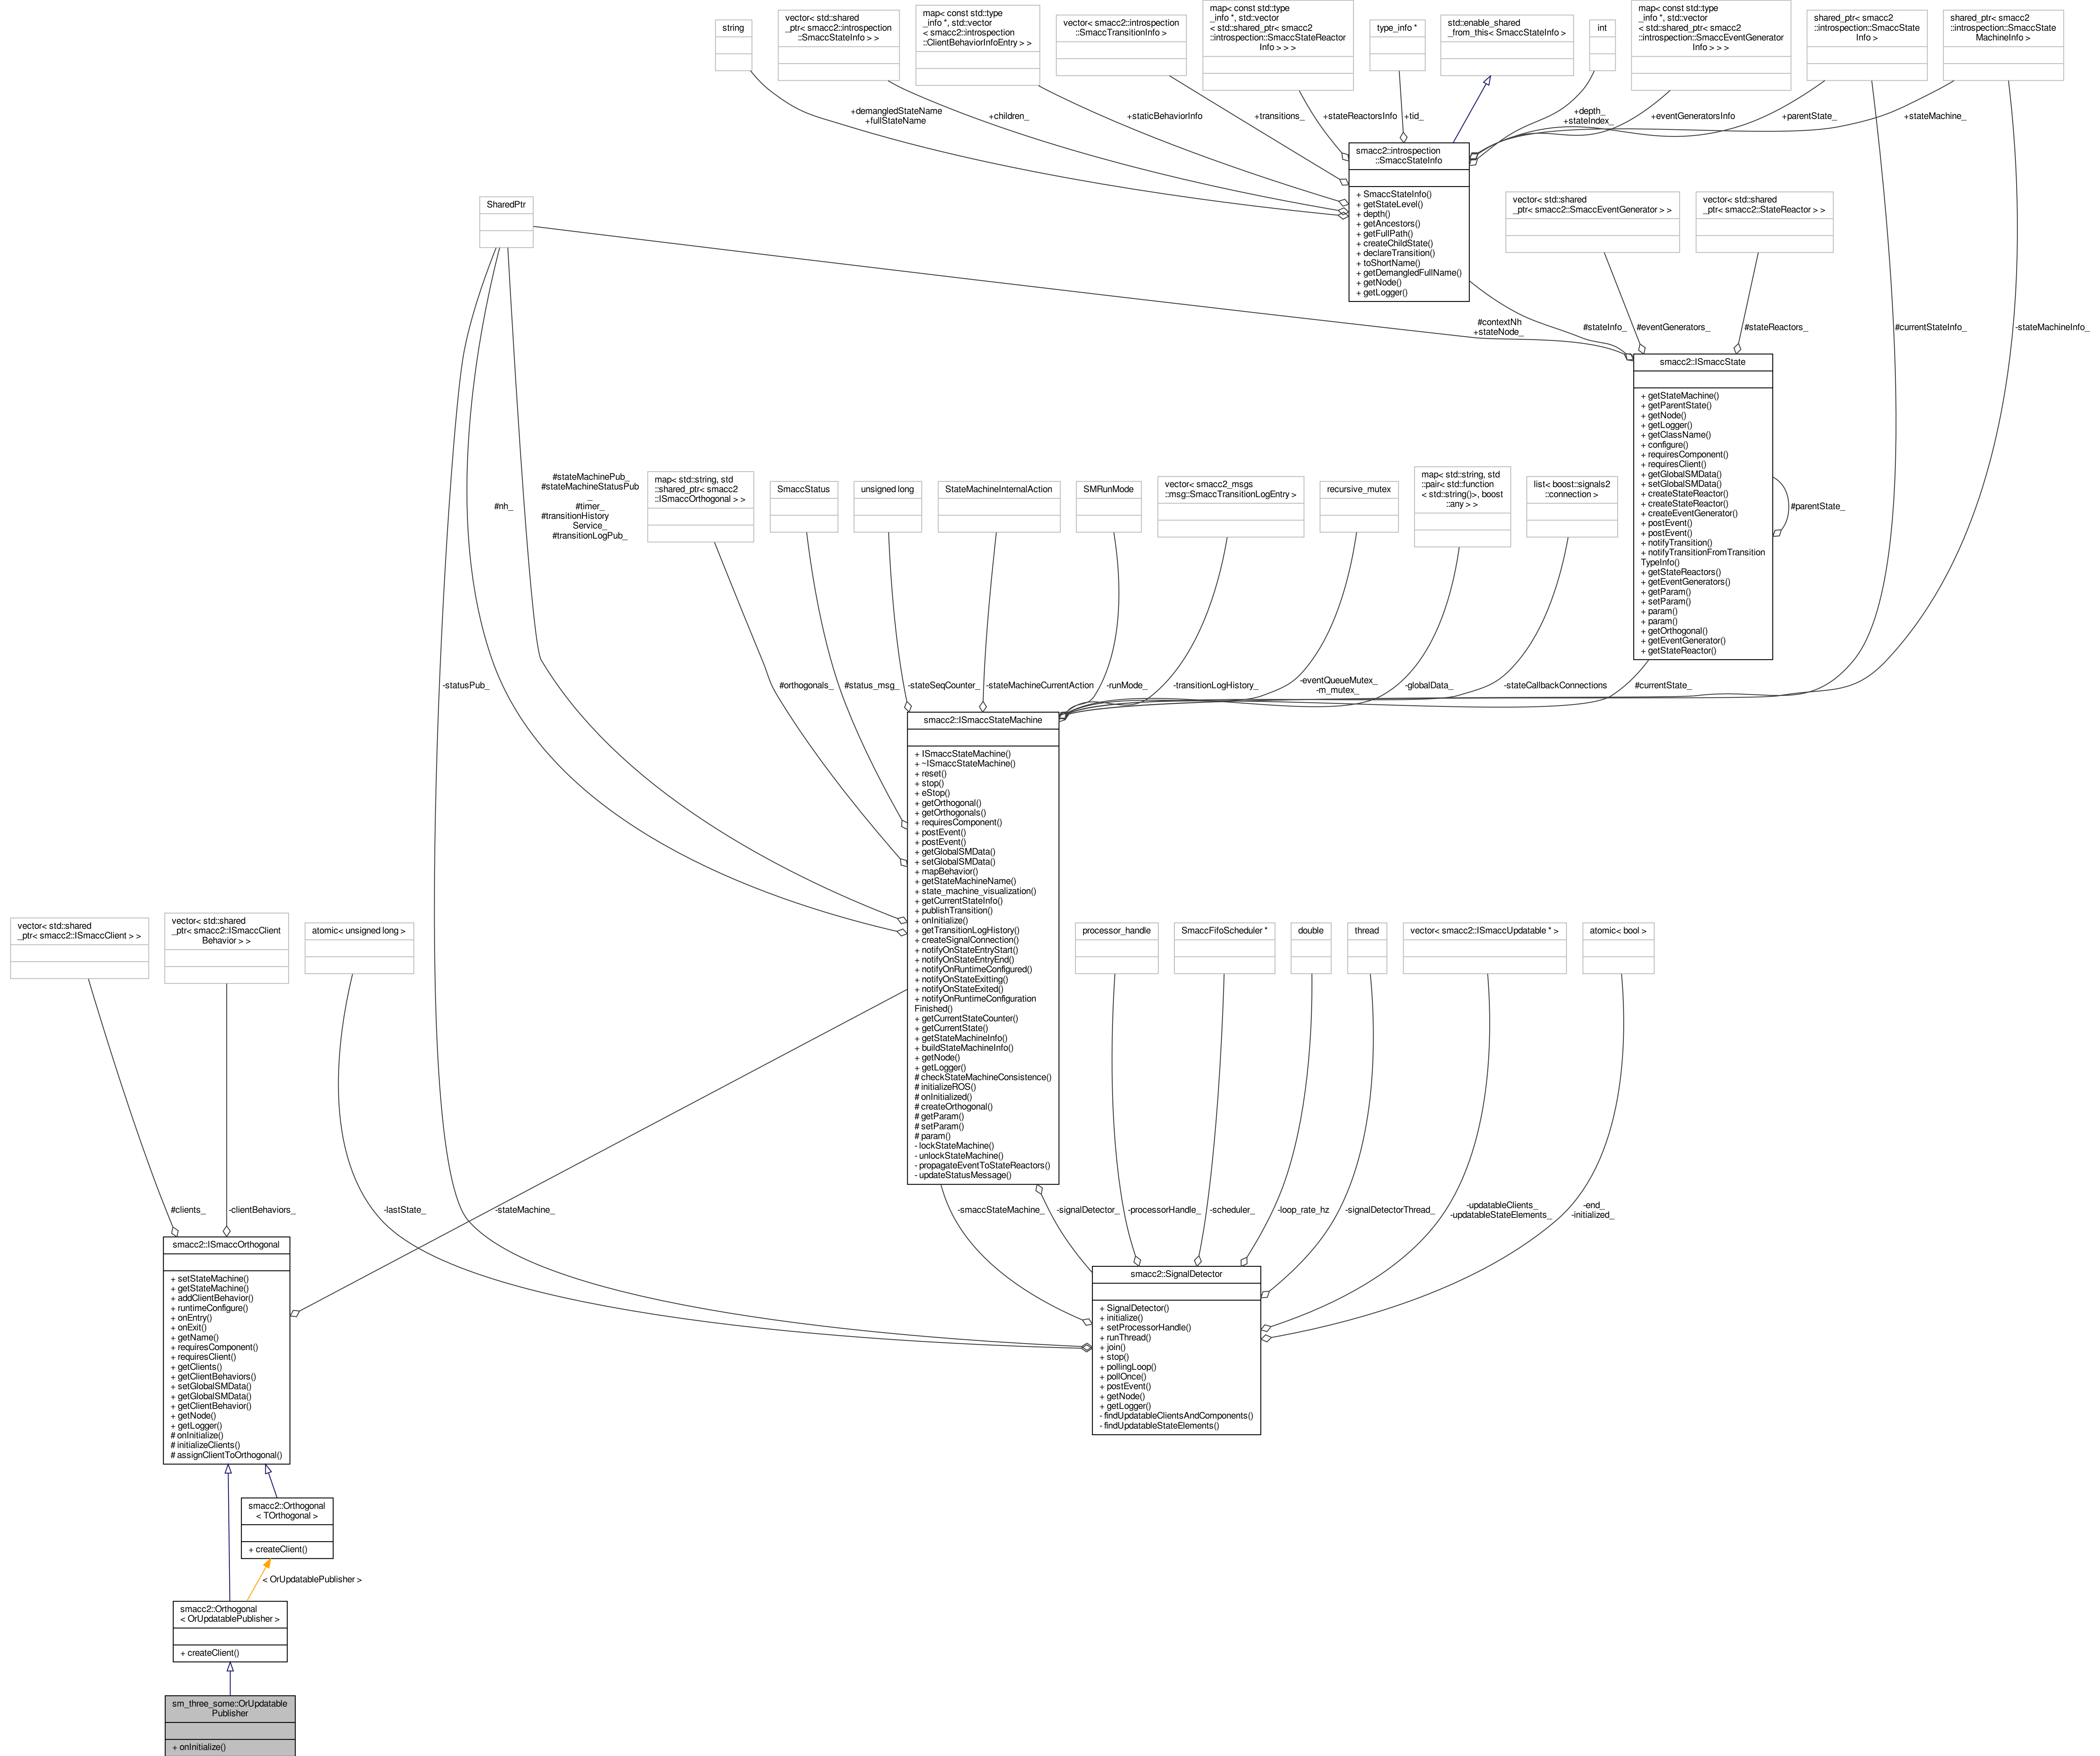 string
vector< std::shared
_ptr< smacc2::introspection
::SmaccStateInfo > >
map< const std::type
_info *, std::vector
< smacc2::introspection
::ClientBehaviorInfoEntry > >
vector< smacc2::introspection
::SmaccTransitionInfo >
map< const std::type
_info *, std::vector
< std::shared_ptr< smacc2
::introspection::SmaccStateReactor
Info > > >
type_info *
std::enable_shared
_from_this< SmaccStateInfo >
int
map< const std::type
_info *, std::vector
< std::shared_ptr< smacc2
::introspection::SmaccEventGenerator
Info > > >
shared_ptr< smacc2
::introspection::SmaccState
Info >
shared_ptr< smacc2
::introspection::SmaccState
MachineInfo >
+demangledStateName
+fullStateName
+children_
+staticBehaviorInfo
+transitions_
+stateReactorsInfo
+tid_
+depth_
+stateIndex_
+eventGeneratorsInfo
+parentState_
+stateMachine_
smacc2::introspection
::SmaccStateInfo
+ SmaccStateInfo()
+ getStateLevel()
+ depth()
+ getAncestors()
+ getFullPath()
+ createChildState()
+ declareTransition()
+ toShortName()
+ getDemangledFullName()
+ getNode()
+ getLogger()
SharedPtr
vector< std::shared
_ptr< smacc2::SmaccEventGenerator > >
vector< std::shared
_ptr< smacc2::StateReactor > >
#contextNh
+stateNode_
#stateInfo_
#eventGenerators_
#stateReactors_
#currentStateInfo_
-stateMachineInfo_
smacc2::ISmaccState
+ getStateMachine()
+ getParentState()
+ getNode()
+ getLogger()
+ getClassName()
+ configure()
+ requiresComponent()
+ requiresClient()
+ getGlobalSMData()
+ setGlobalSMData()
+ createStateReactor()
+ createStateReactor()
+ createEventGenerator()
+ postEvent()
+ postEvent()
+ notifyTransition()
+ notifyTransitionFromTransition
TypeInfo()
+ getStateReactors()
+ getEventGenerators()
+ getParam()
+ setParam()
+ param()
+ param()
+ getOrthogonal()
+ getEventGenerator()
+ getStateReactor()
#parentState_
#nh_
#stateMachinePub_
#stateMachineStatusPub
_
#timer_
#transitionHistory
Service_
#transitionLogPub_
map< std::string, std
::shared_ptr< smacc2
::ISmaccOrthogonal > >
SmaccStatus
unsigned long
StateMachineInternalAction
SMRunMode
vector< smacc2_msgs
::msg::SmaccTransitionLogEntry >
recursive_mutex
map< std::string, std
::pair< std::function
< std::string()>, boost
::any > >
list< boost::signals2
::connection >
-statusPub_
#orthogonals_
#status_msg_
-stateSeqCounter_
-stateMachineCurrentAction
-runMode_
-transitionLogHistory_
-eventQueueMutex_
-m_mutex_
-globalData_
-stateCallbackConnections
#currentState_
smacc2::ISmaccStateMachine
+ ISmaccStateMachine()
+ ~ISmaccStateMachine()
+ reset()
+ stop()
+ eStop()
+ getOrthogonal()
+ getOrthogonals()
+ requiresComponent()
+ postEvent()
+ postEvent()
+ getGlobalSMData()
+ setGlobalSMData()
+ mapBehavior()
+ getStateMachineName()
+ state_machine_visualization()
+ getCurrentStateInfo()
+ publishTransition()
+ onInitialize()
+ getTransitionLogHistory()
+ createSignalConnection()
+ notifyOnStateEntryStart()
+ notifyOnStateEntryEnd()
+ notifyOnRuntimeConfigured()
+ notifyOnStateExitting()
+ notifyOnStateExited()
+ notifyOnRuntimeConfiguration
Finished()
+ getCurrentStateCounter()
+ getCurrentState()
+ getStateMachineInfo()
+ buildStateMachineInfo()
+ getNode()
+ getLogger()
# checkStateMachineConsistence()
# initializeROS()
# onInitialized()
# createOrthogonal()
# getParam()
# setParam()
# param()
- lockStateMachine()
- unlockStateMachine()
- propagateEventToStateReactors()
- updateStatusMessage()
vector< std::shared
_ptr< smacc2::ISmaccClient > >
vector< std::shared
_ptr< smacc2::ISmaccClient
Behavior > >
atomic< unsigned long >
processor_handle
SmaccFifoScheduler *
double
thread
vector< smacc2::ISmaccUpdatable * >
atomic< bool >
#clients_
-clientBehaviors_
-lastState_
-stateMachine_
-smaccStateMachine_
-signalDetector_
-processorHandle_
-scheduler_
-loop_rate_hz
-signalDetectorThread_
-updatableClients_
-updatableStateElements_
-end_
-initialized_
smacc2::ISmaccOrthogonal
+ setStateMachine()
+ getStateMachine()
+ addClientBehavior()
+ runtimeConfigure()
+ onEntry()
+ onExit()
+ getName()
+ requiresComponent()
+ requiresClient()
+ getClients()
+ getClientBehaviors()
+ setGlobalSMData()
+ getGlobalSMData()
+ getClientBehavior()
+ getNode()
+ getLogger()
# onInitialize()
# initializeClients()
# assignClientToOrthogonal()
smacc2::SignalDetector
+ SignalDetector()
+ initialize()
+ setProcessorHandle()
+ runThread()
+ join()
+ stop()
+ pollingLoop()
+ pollOnce()
+ postEvent()
+ getNode()
+ getLogger()
- findUpdatableClientsAndComponents()
- findUpdatableStateElements()
smacc2::Orthogonal
< TOrthogonal >
+ createClient()
< OrUpdatablePublisher >
smacc2::Orthogonal
< OrUpdatablePublisher >
+ createClient()
sm_three_some::OrUpdatable
Publisher
+ onInitialize()